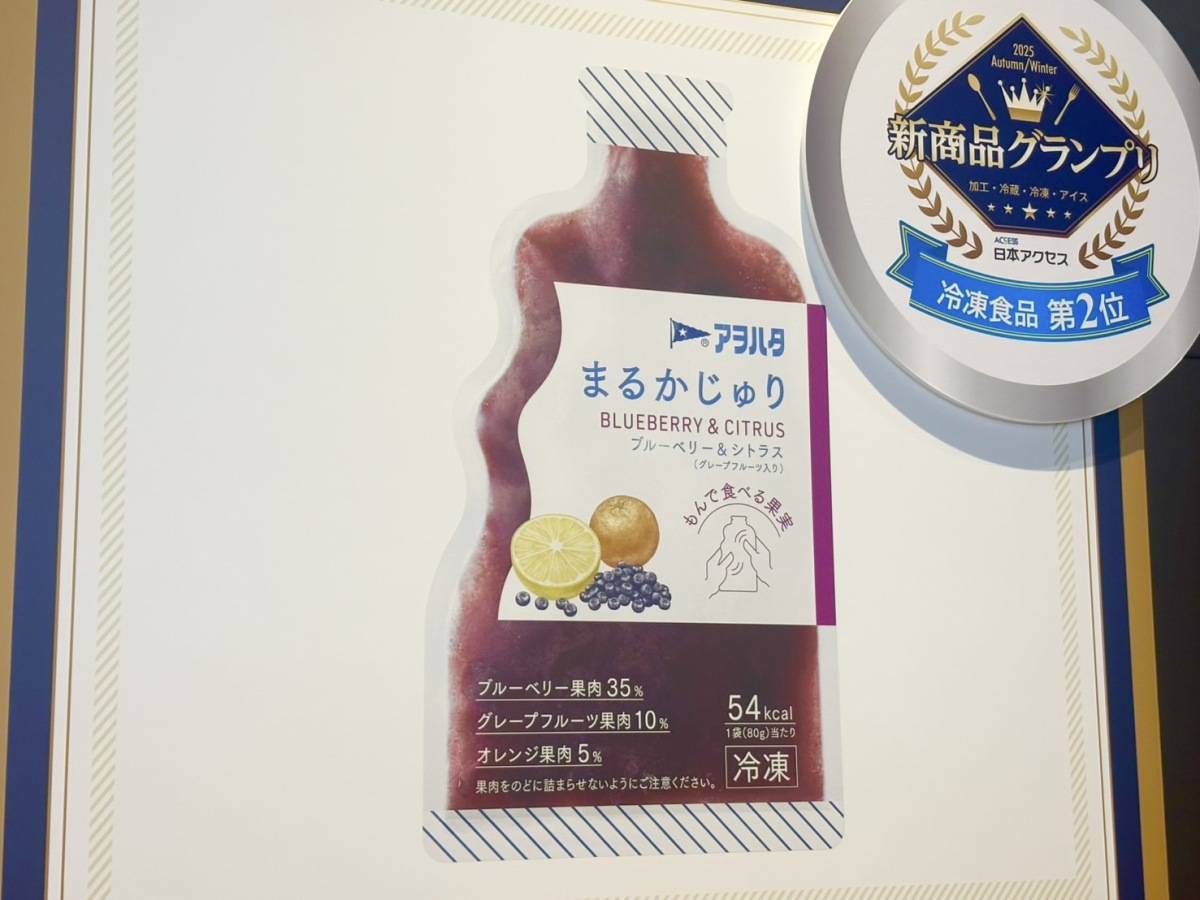 2025
Autumn/Winter
新商品グランプリ
加工・冷蔵・冷凍・アイス
ACCESS
日本アクセス
冷凍食品 第2位
® アヲハタ
まるかじゅり
BLUEBERRY & CITRUS
ブルーベリー&シトラス
(グレープフルーツ入り)
もんで食べる果実
ブルーベリー果肉 35%
グレープフルーツ果肉 10%
オレンジ果肉 5%
果肉をのどに詰まらせないようにご注意ください。
54kcal
1袋(80g)当たり
冷凍